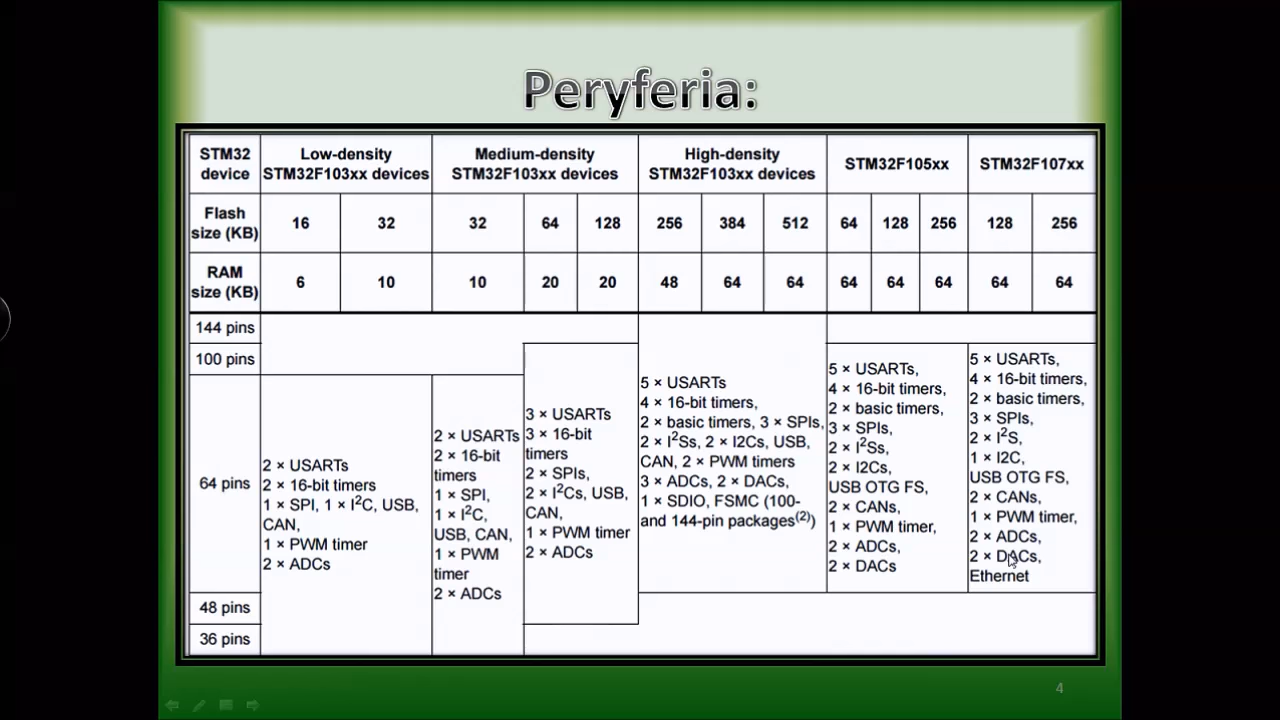 Peryferia:
STM32 device
Low-density STM32F103xx devices
Medium-density STM32F103xx devices
High-density STM32F103xx devices
STM32F105xx
STM32F107xx
Flash size (KB)
16 32 32 64 128 256 384 512 64 128 256 128 256
RAM size (KB)
6 10 10 20 20 48 64 64 64 64 64 64 64
144 pins
100 pins
64 pins
48 pins
36 pins
2 × USARTs
2 × 16-bit timers
1 × SPI, 1 × I²C, USB,
CAN,
1 × PWM timer
2 × ADCs
2 × USARTs
2 × 16-bit
timers
1 × SPI,
1 × I²C,
USB, CAN,
1 × PWM
timer
2 × ADCs
3 × USARTs
3 × 16-bit
timers
2 × SPIs,
2 × I²Cs, USB,
CAN,
1 × PWM timer
2 × ADCs
5 × USARTs
4 × 16-bit timers,
2 × basic timers, 3 × SPIs,
2 × I²Ss, 2 × I2Cs, USB,
CAN, 2 × PWM timers
3 × ADCs, 2 × DACs,
1 × SDIO, FSMC (100-
and 144-pin packages(2))
5 × USARTs,
4 × 16-bit timers,
2 × basic timers,
3 × SPIs,
2 × I²Ss,
2 × I2Cs,
USB OTG FS,
2 × CANs,
1 × PWM timer,
2 × ADCs,
2 × DACs
5 × USARTs,
4 × 16-bit timers,
2 × basic timers,
3 × SPIs,
2 × I²S,
1 × I2C,
USB OTG FS,
2 × CANs,
1 × PWM timer,
2 × ADCs,
2 × DACs,
Ethernet
4